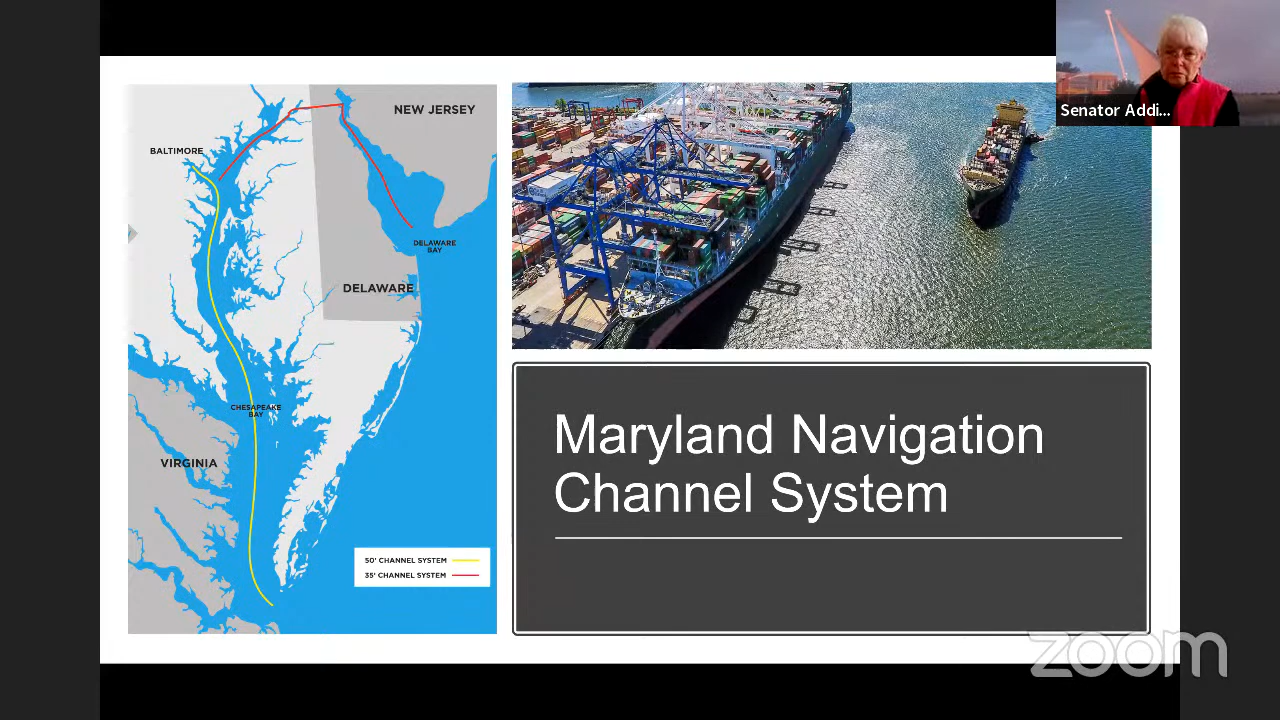 NEW JERSEY
BALTIMORE
DELAWARE
BAY
DELAWARE
CHESAPEAKE
BAY
VIRGINIA
50' CHANNEL SYSTEM
35' CHANNEL SYSTEM
Senator Addi...
Maryland Navigation
Channel System
zoom